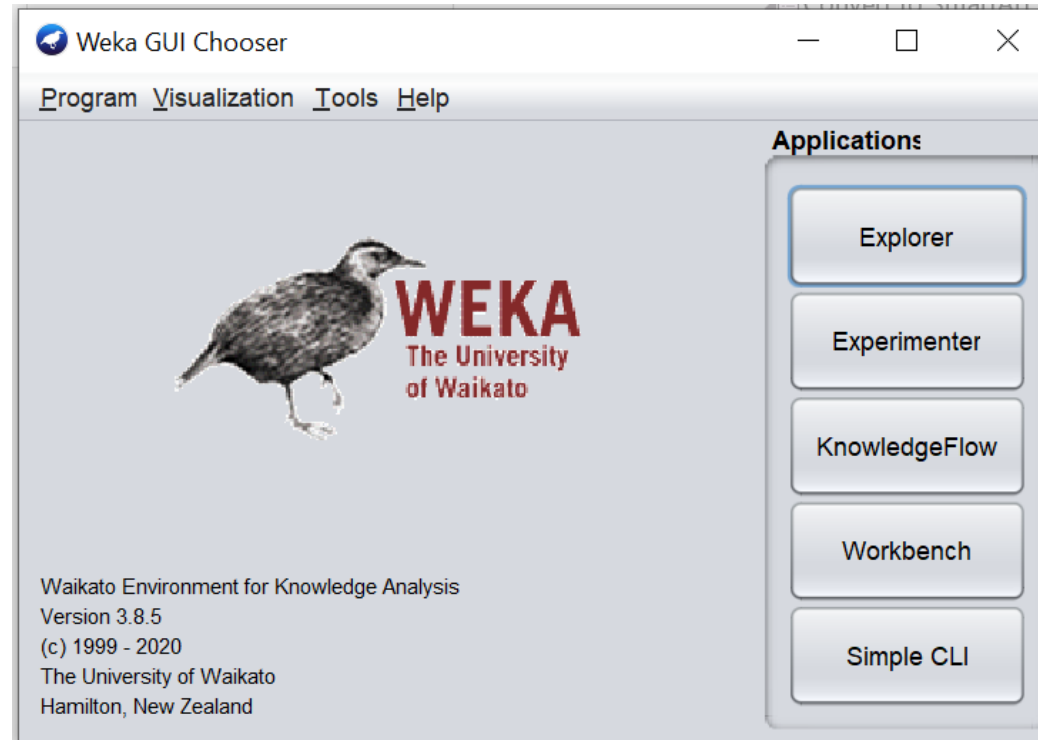 Weka GUI Chooser
Program Visualization Tools Help
Applications
WEKA
The University
of Waikato
Explorer
Experimenter
KnowledgeFlow
Workbench
Simple CLI
Waikato Environment for Knowledge Analysis
Version 3.8.5
(c) 1999 - 2020
The University of Waikato
Hamilton, New Zealand